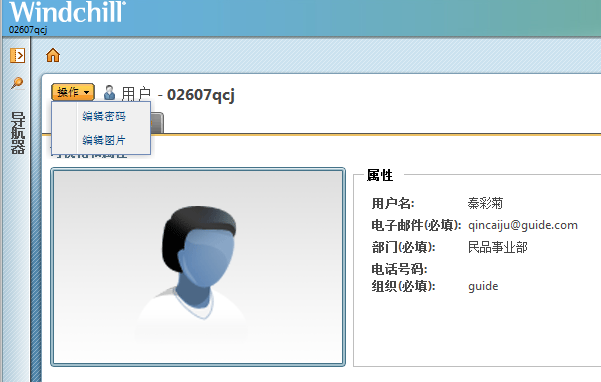 Windchill
02607qcj
导航器
操作
用户 - 02607qcj
编辑密码
编辑图片
属性
用户名: 秦彩菊
电子邮件(必填): qincaiju@guide.com
部门(必填): 民品事业部
电话号码:
组织(必填): guide